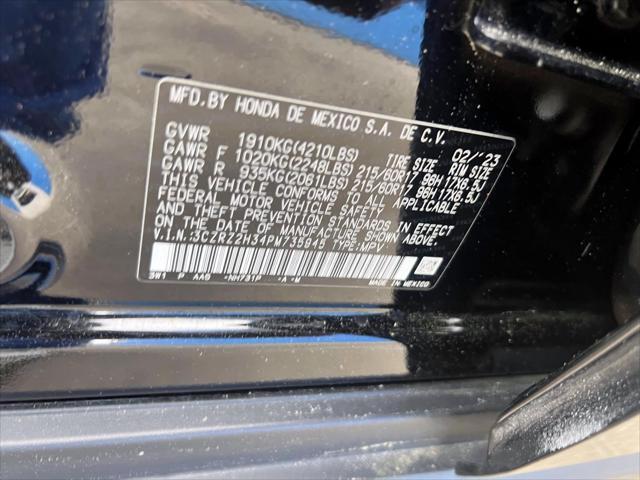 MFD. BY HONDA DE MEXICO S.A. DE C.V. 02/'23
GVWR 1910KG(4210LBS) TIRE SIZE RIM SIZE
GAWR F 1020KG(2248LBS) 215/60R17 96H 17X6.5J
GAWR R 935KG(2061LBS) 215/60R17 96H 17X6.5J
THIS VEHICLE CONFORMS TO ALL APPLICABLE
FEDERAL MOTOR VEHICLE SAFETY AND
THEFT PREVENTION STANDARDS IN EFFECT
ON THE DATE OF MANUFACTURE SHOWN ABOVE.
V.I.N.:3CZRZ2H34PM735945 TYPE:MPV
3W1 P AAG -NH731P -A -M MADE IN MEXICO